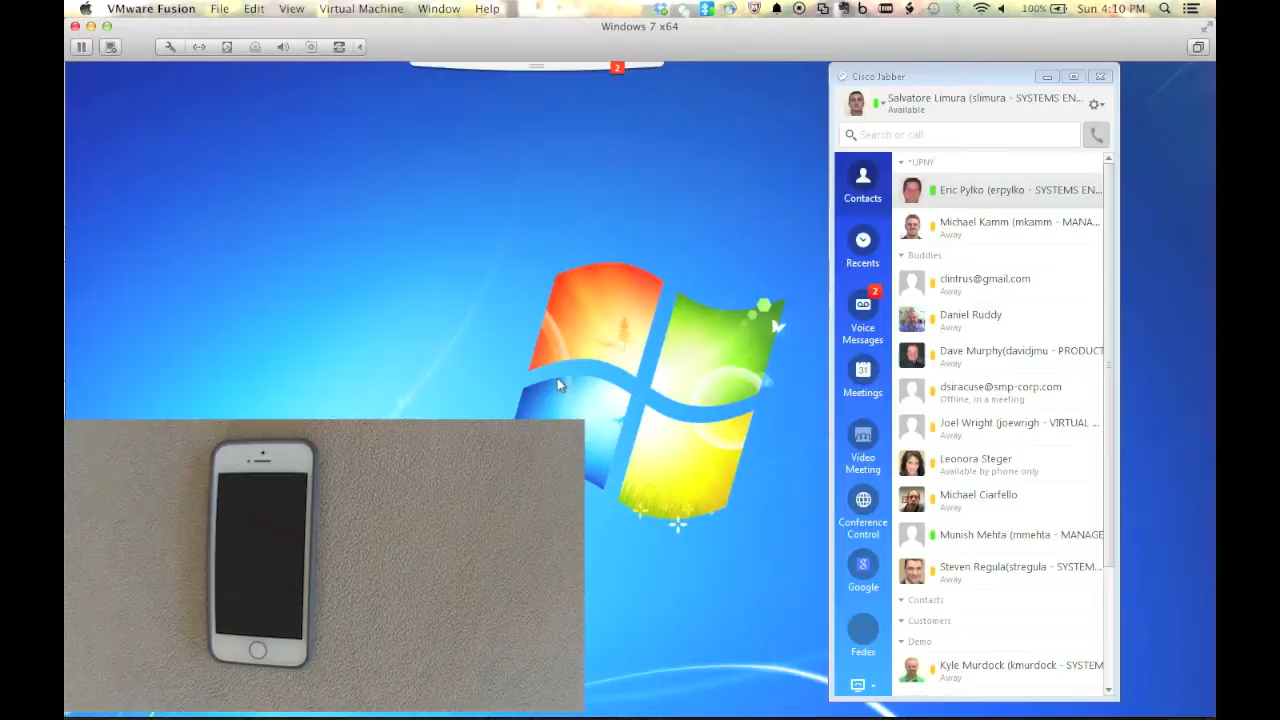 VMware Fusion File Edit View Virtual Machine Window Help 100% Sun 4:10 PM
Windows 7 x64
2
Cisco Jabber
Salvatore Limura (slimura - SYSTEMS EN...
Available
Search or call
Contacts
Recents
2
Voice
Messages
31
Meetings
Video
Meeting
Conference
Control
8
Google
Fedex
*UPNY
Eric Pylko (erpylko - SYSTEMS EN...
Michael Kamm (mkamm - MANA...
Away
Buddies
clintrus@gmail.com
Away
Daniel Ruddy
Away
Dave Murphy(davidjmu - PRODUCT
Away
dsiracuse@smp-corp.com
Offline, in a meeting
Joel Wright (joewrigh - VIRTUAL ...
Away
Leonora Steger
Available by phone only
Michael Ciarfello
Away
Munish Mehta (mmehta - MANAGE
Steven Regula(stregula - SYSTEM...
Away
Contacts
Customers
Demo
Kyle Murdock (kmurdock - SYSTEM
Away